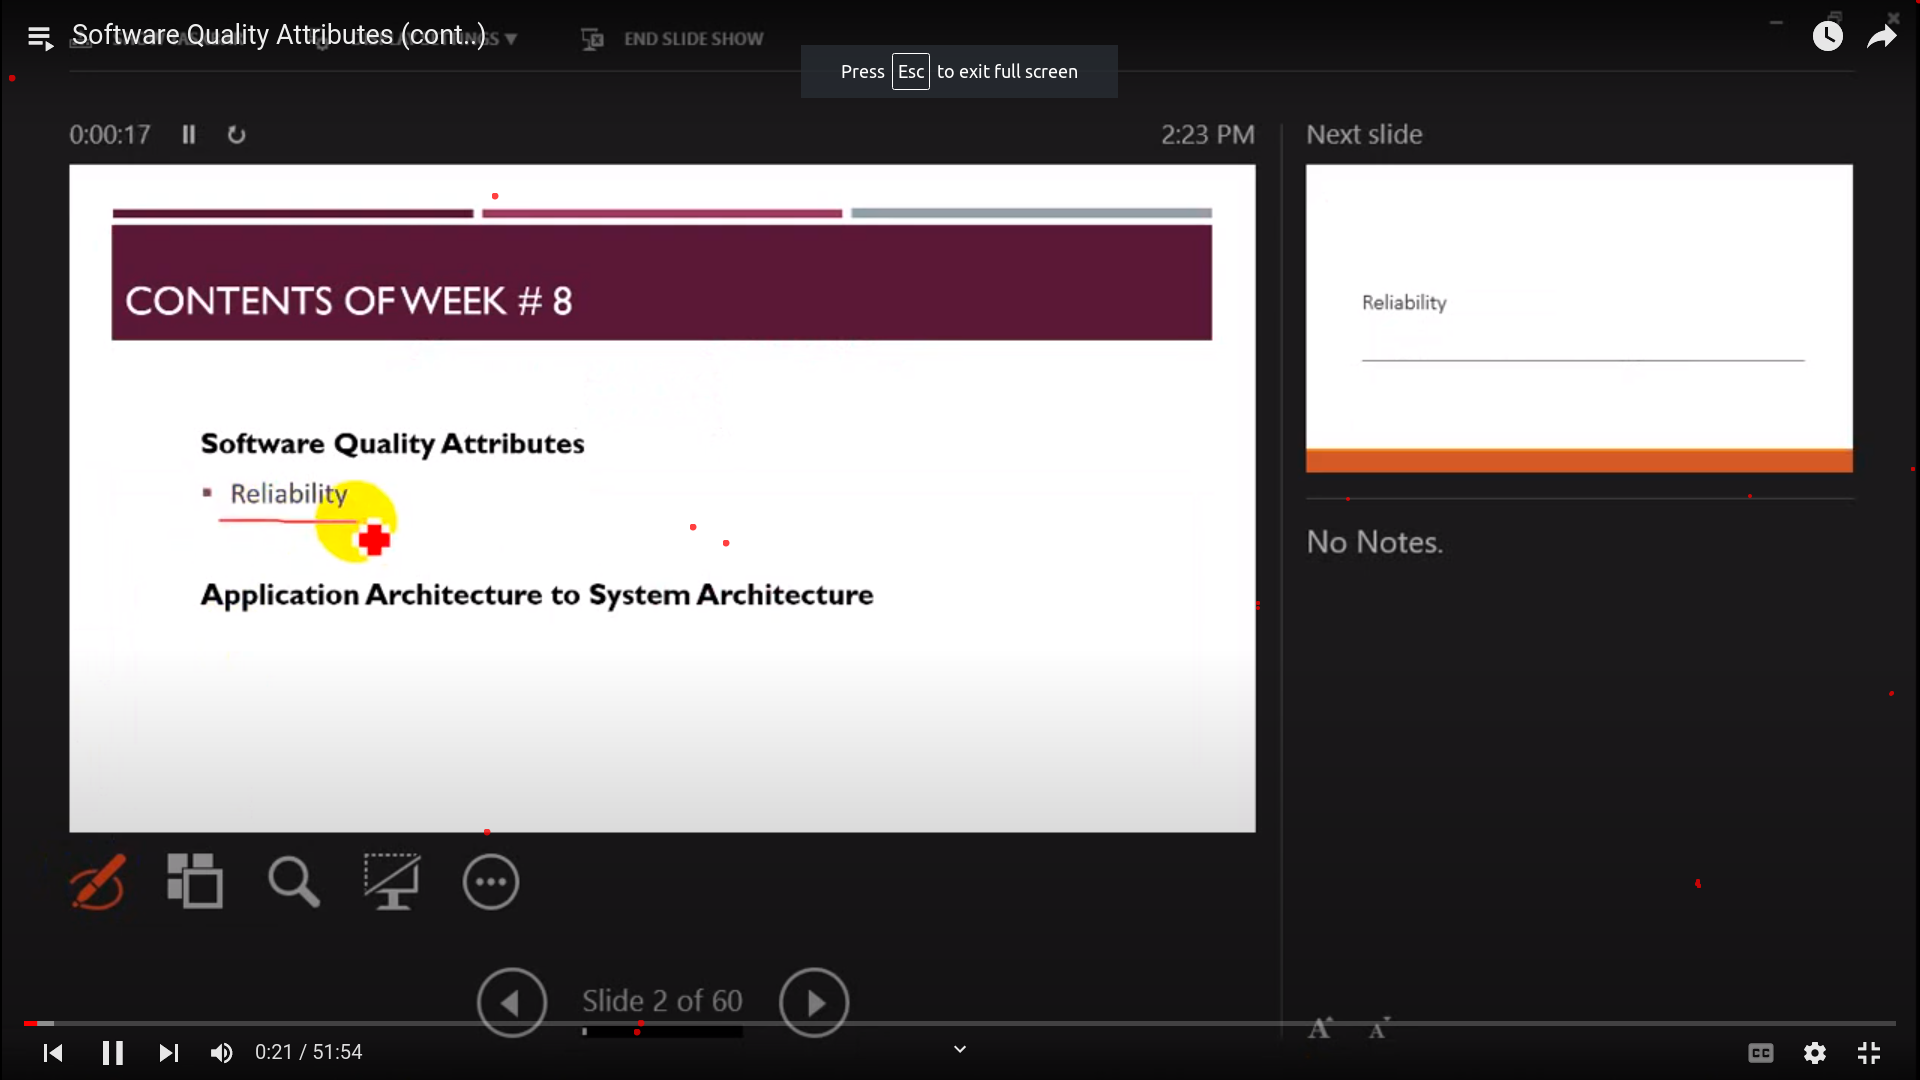 Software Quality Attributes (cont..)
END SLIDE SHOW
Press Esc to exit full screen
0:00:17
2:23 PM
Next slide
CONTENTS OF WEEK # 8
Software Quality Attributes
Reliability
Application Architecture to System Architecture
Reliability
No Notes.
Slide 2 of 60
A A
0:21 / 51:54
CC